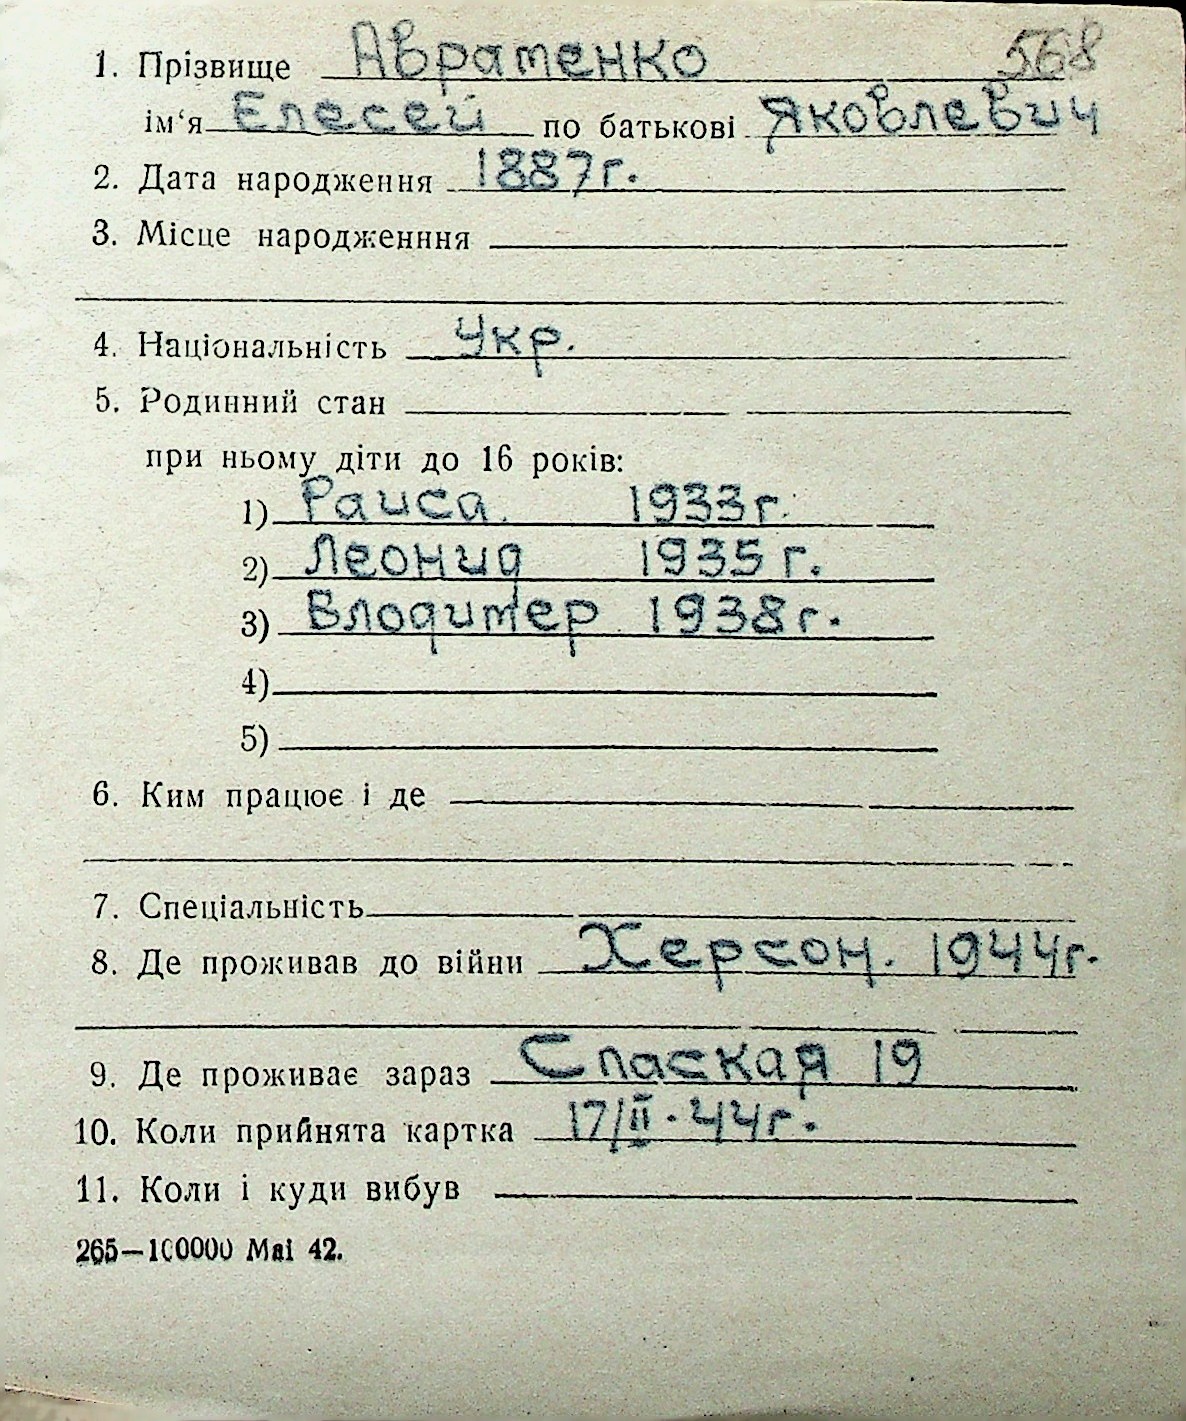 568
1. Прізвище Авраменко
ім‘я Елесей по батькові Яковлевич
2. Дата народження 1887г.
3. Місце народженння
4. Національність Укр.
5. Родинний стан
при ньому діти до 16 років:
1) Раиса. 1933г.
2) Леонид 1935г.
3) Влодимер 1938г.
4)
5)
6. Ким працює і де
7. Спеціальність
8. Де проживав до війни Херсон. 1944г.
9. Де проживає зараз Спаская 19
10. Коли прийнята картка 17/II. 44г.
11. Коли і куди вибув
265—100000 Mai 42.